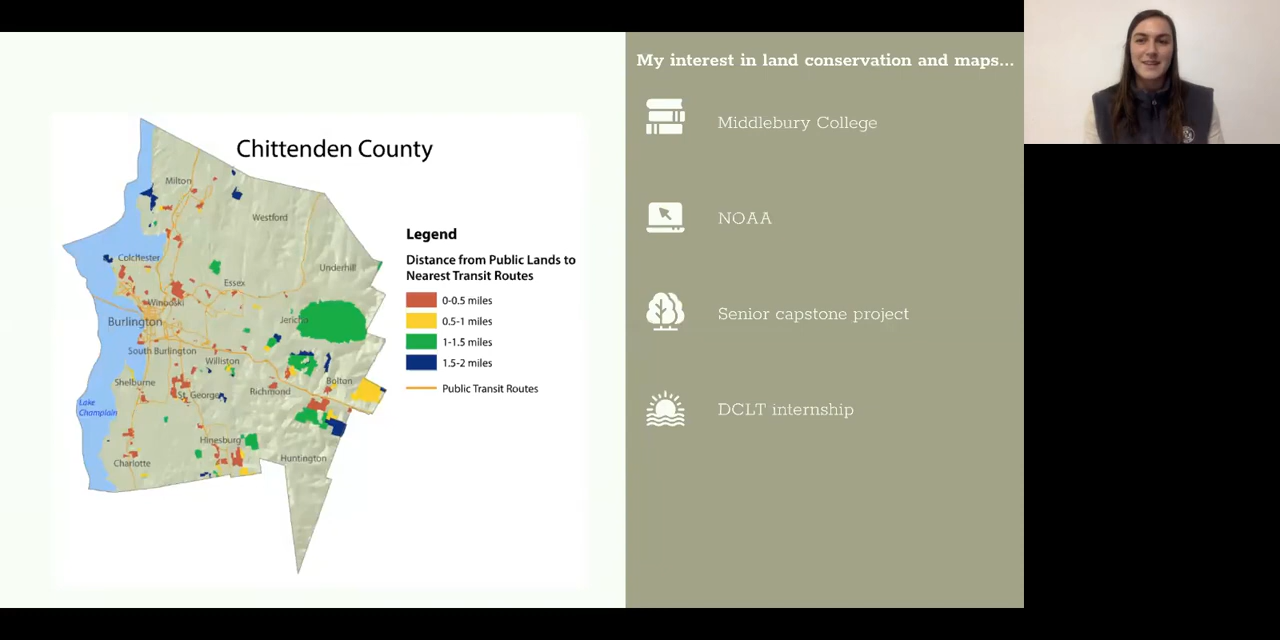 Chittenden County
Milton
Westford
Colchester
Underhill
Essex
Winooski
Jericho
Burlington
South Burlington
Williston
Shelburne
Bolton
Richmond
St. George
Lake
Champlain
Hinesburg
Huntington
Charlotte
Legend
Distance from Public Lands to
Nearest Transit Routes
0-0.5 miles
0.5-1 miles
1-1.5 miles
1.5-2 miles
Public Transit Routes
My interest in land conservation and maps...
Middlebury College
NOAA
Senior capstone project
DCLT internship